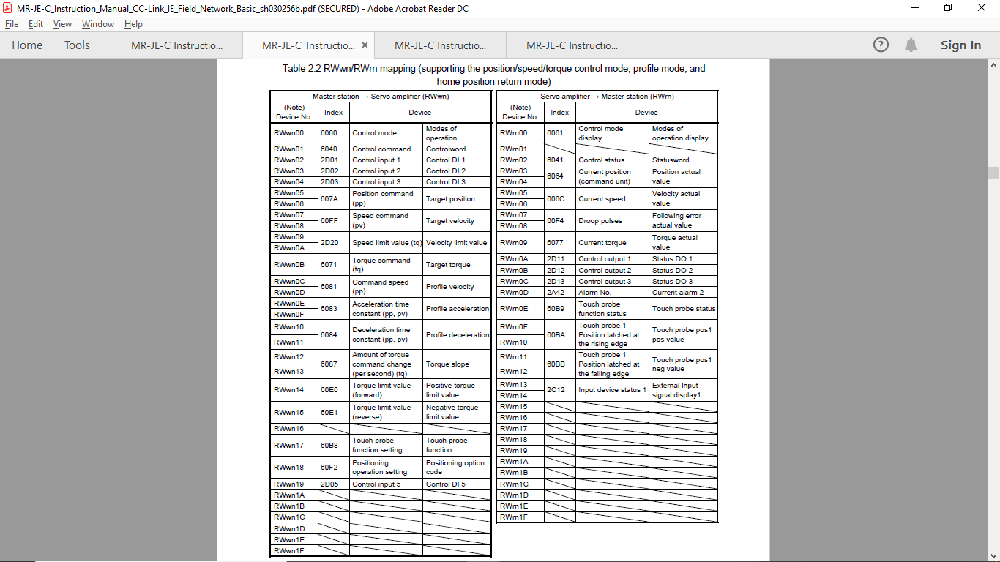 MR-JE-C_Instruction_Manual_CC-Link_IE_Field_Network_Basic_sh030256b.pdf (SECURED) - Adobe Acrobat Reader DC
File Edit View Window Help
Home Tools MR-JE-C Instructio... MR-JE-C_Instructio... × MR-JE-C Instructio... MR-JE-C Instructio... ? Sign In
Table 2.2 RWwn/RWrn mapping (supporting the position/speed/torque control mode, profile mode, and
home position return mode)
Master station → Servo amplifier (RWwn)
(Note)
Device No. Index Device
RWwn00 6060 Control mode Modes of
operation
RWwn01 6040 Control command Controlword
RWwn02 2D01 Control input 1 Control DI 1
RWwn03 2D02 Control input 2 Control DI 2
RWwn04 2D03 Control input 3 Control DI 3
RWwn05
RWwn06 607A Position command
(pp) Target position
RWwn07
RWwn08 60FF Speed command
(pv) Target velocity
RWwn09
RWwn0A 2D20 Speed limit value (tq) Velocity limit value
RWwn0B 6071 Torque command
(tq) Target torque
RWwn0C
RWwn0D 6081 Command speed
(pp) Profile velocity
RWwn0E
RWwn0F 6083 Acceleration time
constant (pp, pv) Profile acceleration
RWwn10
RWwn11 6084 Deceleration time
constant (pp, pv) Profile deceleration
RWwn12
RWwn13 6087 Amount of torque
command change
(per second) (tq) Torque slope
RWwn14 60E0 Torque limit value
(forward) Positive torque
limit value
RWwn15 60E1 Torque limit value
(reverse) Negative torque
limit value
RWwn16
RWwn17 60B8 Touch probe
function setting Touch probe
function
RWwn18 60F2 Positioning
operation setting Positioning option
code
RWwn19 2D05 Control input 5 Control DI 5
RWwn1A
RWwn1B
RWwn1C
RWwn1D
RWwn1E
RWwn1F
Servo amplifier → Master station (RWrn)
(Note)
Device No. Index Device
RWrn00 6061 Control mode
display Modes of
operation display
RWrn01
RWrn02 6041 Control status Statusword
RWrn03
RWrn04 6064 Current position
(command unit) Position actual
value
RWrn05
RWrn06 606C Current speed Velocity actual
value
RWrn07
RWrn08 60F4 Droop pulses Following error
actual value
RWrn09 6077 Current torque Torque actual
value
RWrn0A 2D11 Control output 1 Status DO 1
RWrn0B 2D12 Control output 2 Status DO 2
RWrn0C 2D13 Control output 3 Status DO 3
RWrn0D 2A42 Alarm No. Current alarm 2
RWrn0E 60B9 Touch probe
function status Touch probe status
RWrn0F
RWrn10 60BA Touch probe 1
Position latched at
the rising edge Touch probe pos1
pos value
RWrn11
RWrn12 60BB Touch probe 1
Position latched at
the falling edge Touch probe pos1
neg value
RWrn13
RWrn14 2C12 Input device status 1 External Input
signal display1
RWrn15
RWrn16
RWrn17
RWrn18
RWrn19
RWrn1A
RWrn1B
RWrn1C
RWrn1D
RWrn1E
RWrn1F